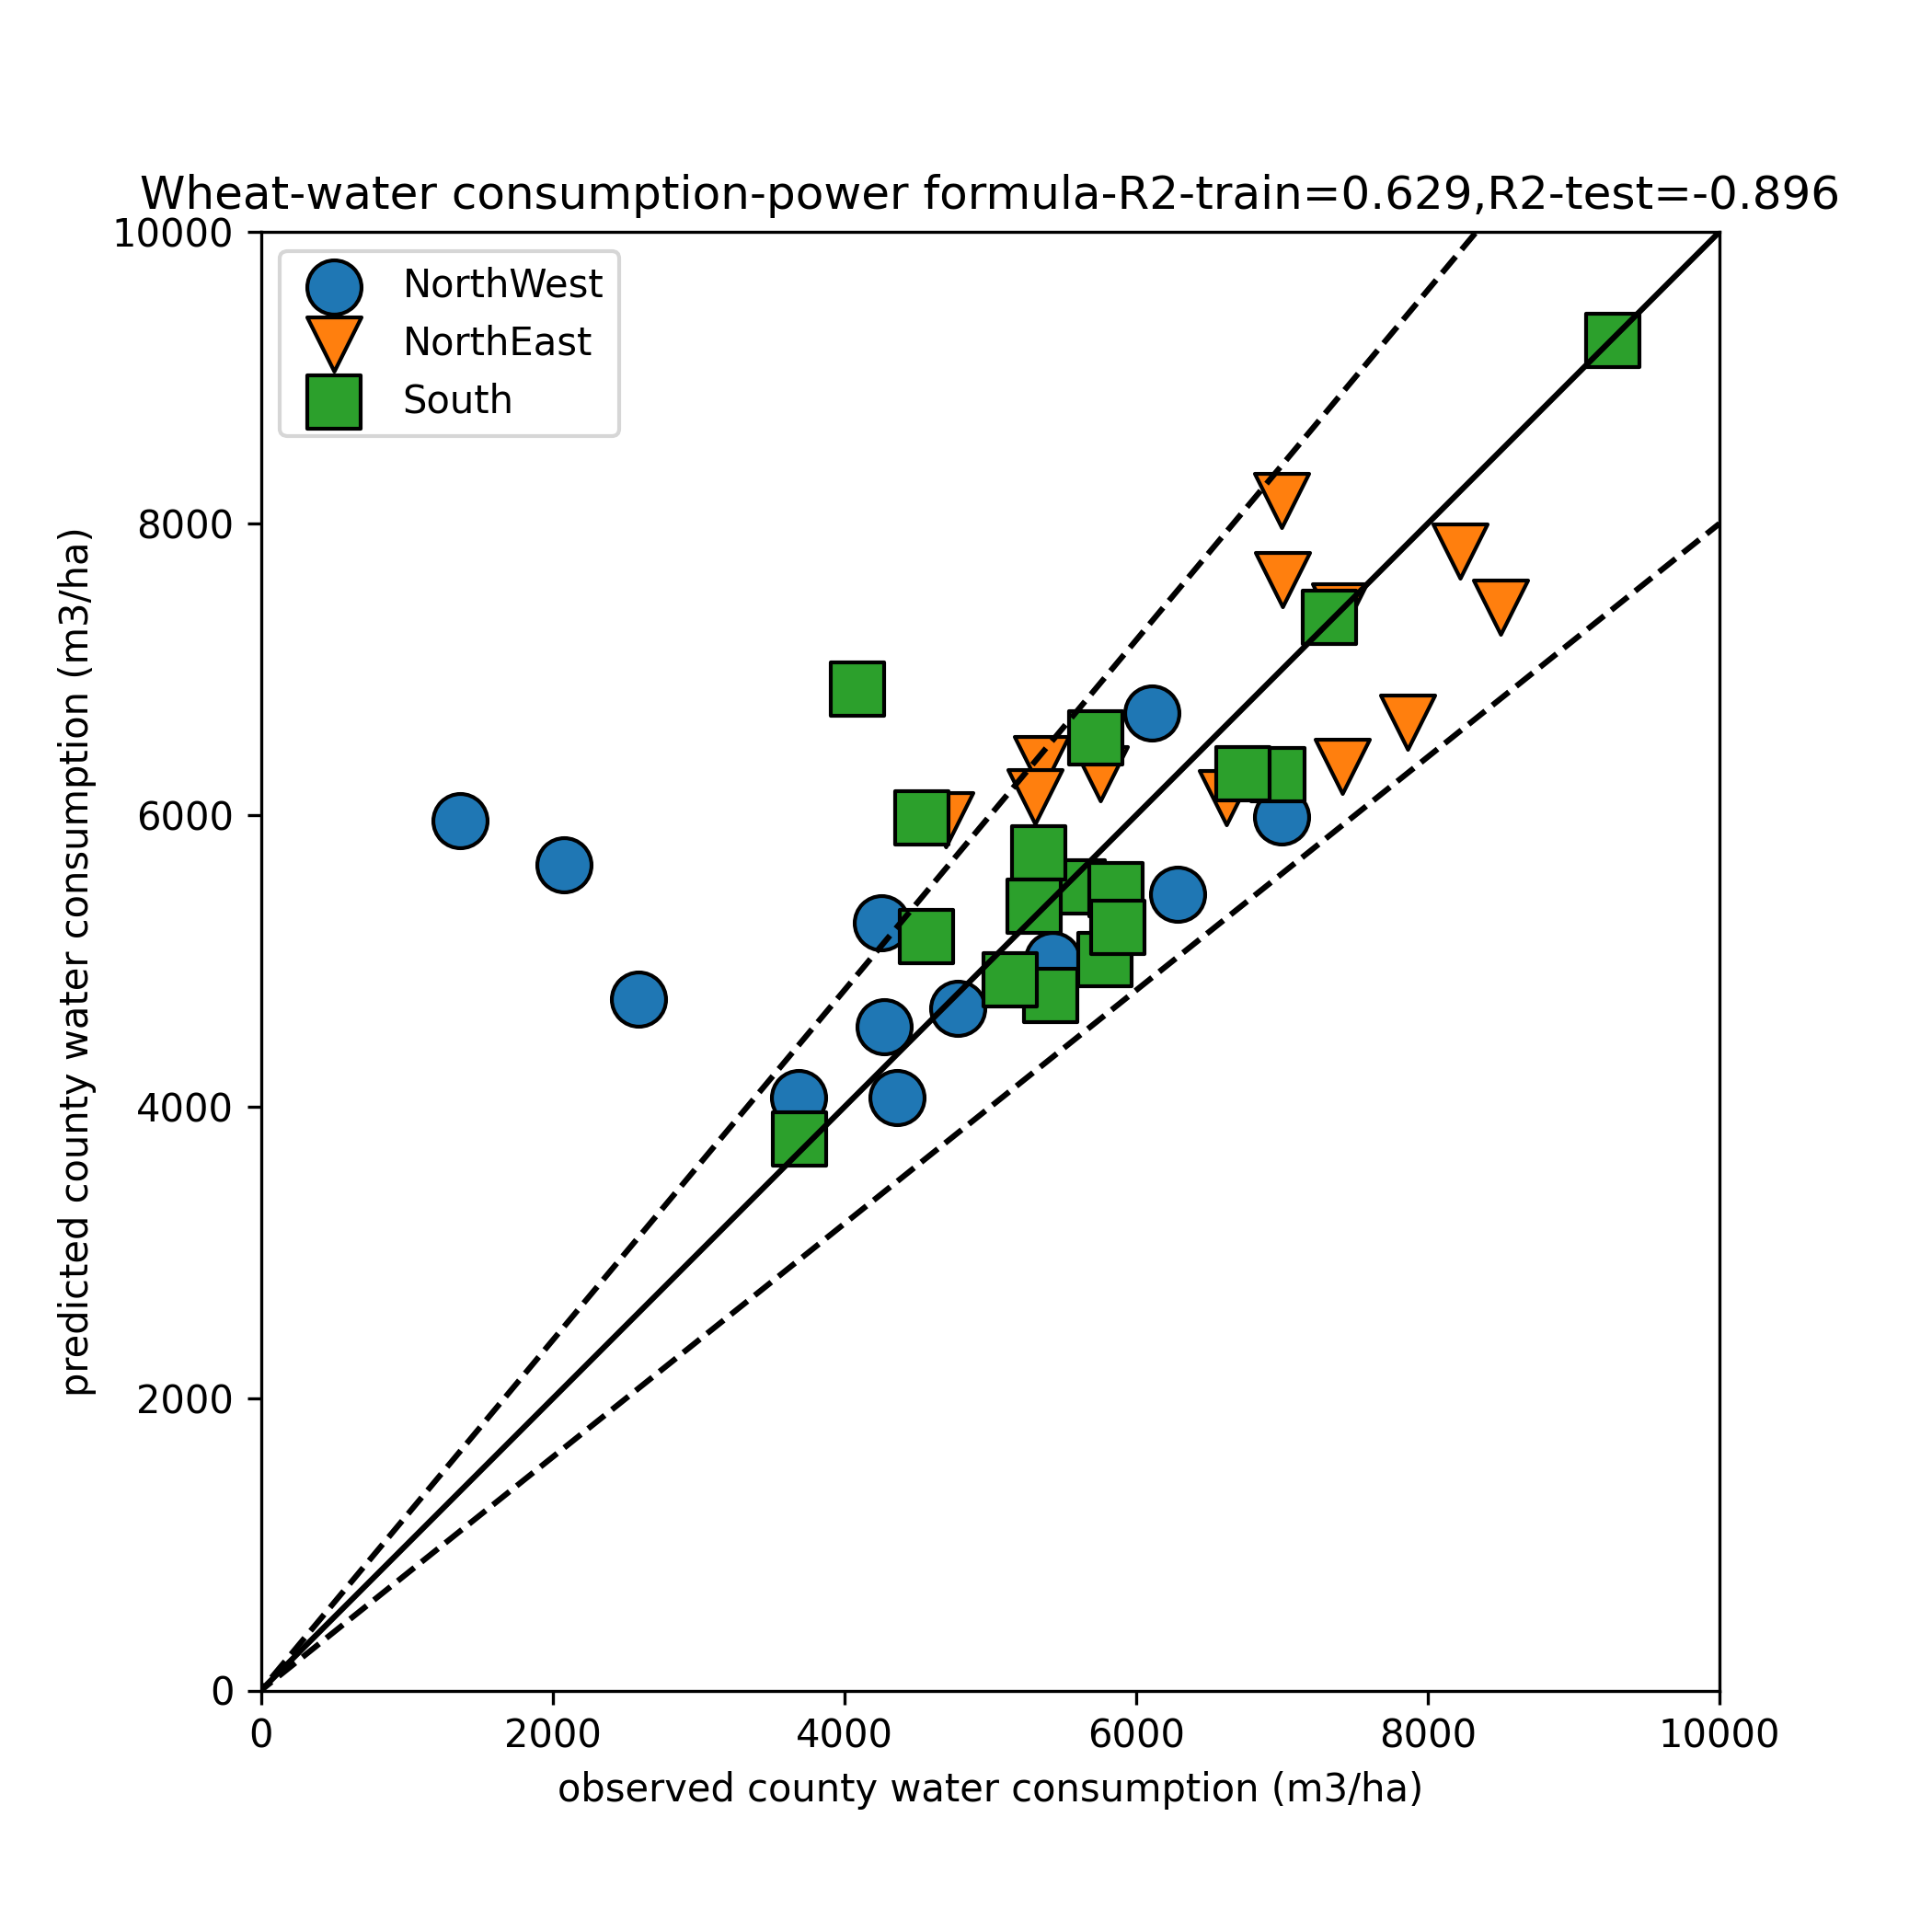 Wheat-water consumption-power formula-R2-train=0.629,R2-test=-0.896
NorthWest
NorthEast
South
predicted county water consumption (m3/ha)
10000
8000
6000
4000
2000
0
0 2000 4000 6000 8000 10000
observed county water consumption (m3/ha)